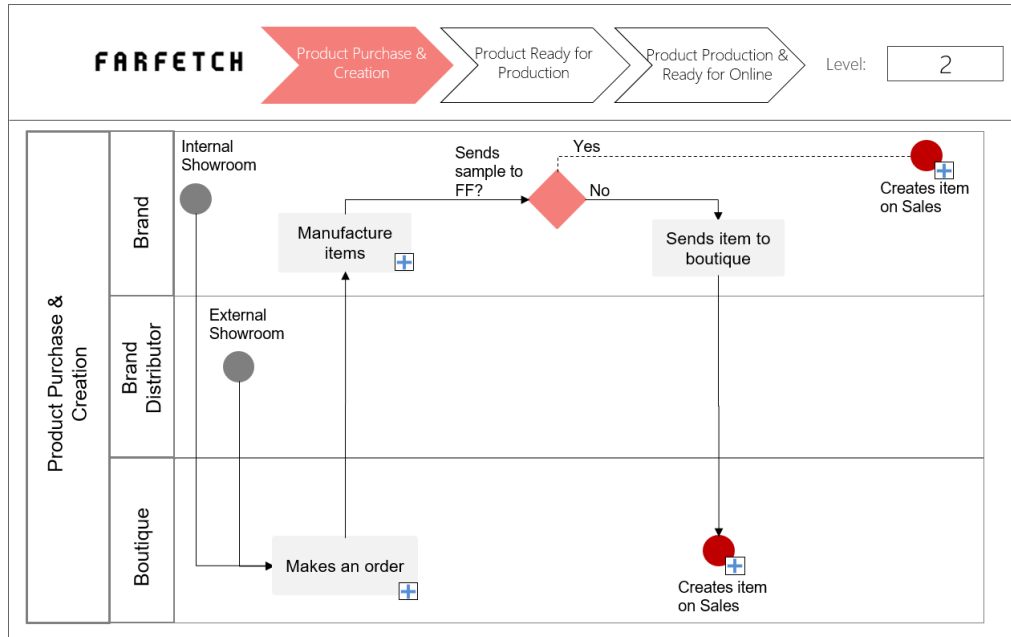 FARFETCH
Product Purchase &
Creation
Product Ready for
Production
Product Production &
Ready for Online
Level:
2
Product Purchase &
Creation
Brand
Internal
Showroom
Manufacture
items
Sends
sample to
FF?
Yes
No
Sends item to
boutique
Creates item
on Sales
Brand
Distributor
External
Showroom
Boutique
Makes an order
Creates item
on Sales